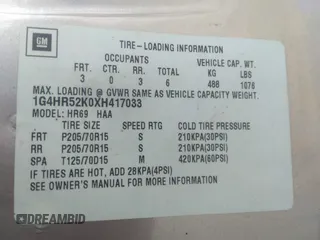 GM
TIRE-LOADING INFORMATION
OCCUPANTS VEHICLE CAP. WT.
FRT. CTR. RR. TOTAL KG LBS
3 0 3 6 488 1076
MAX. LOADING @ GVWR SAME AS VEHICLE CAPACITY WEIGHT
1G4HR52K0XH417033
MODEL: HR69 HAA
TIRE SIZE SPEED RTG COLD TIRE PRESSURE
FRT P205/70R15 S 210KPA(30PSI)
RR P205/70R15 S 210KPA(30PSI)
SPA T125/70D15 M 420KPA(60PSI)
IF TIRES ARE HOT, ADD 28KPA(4PSI)
SEE OWNER'S MANUAL FOR MORE INFORMATION
DREAMBID